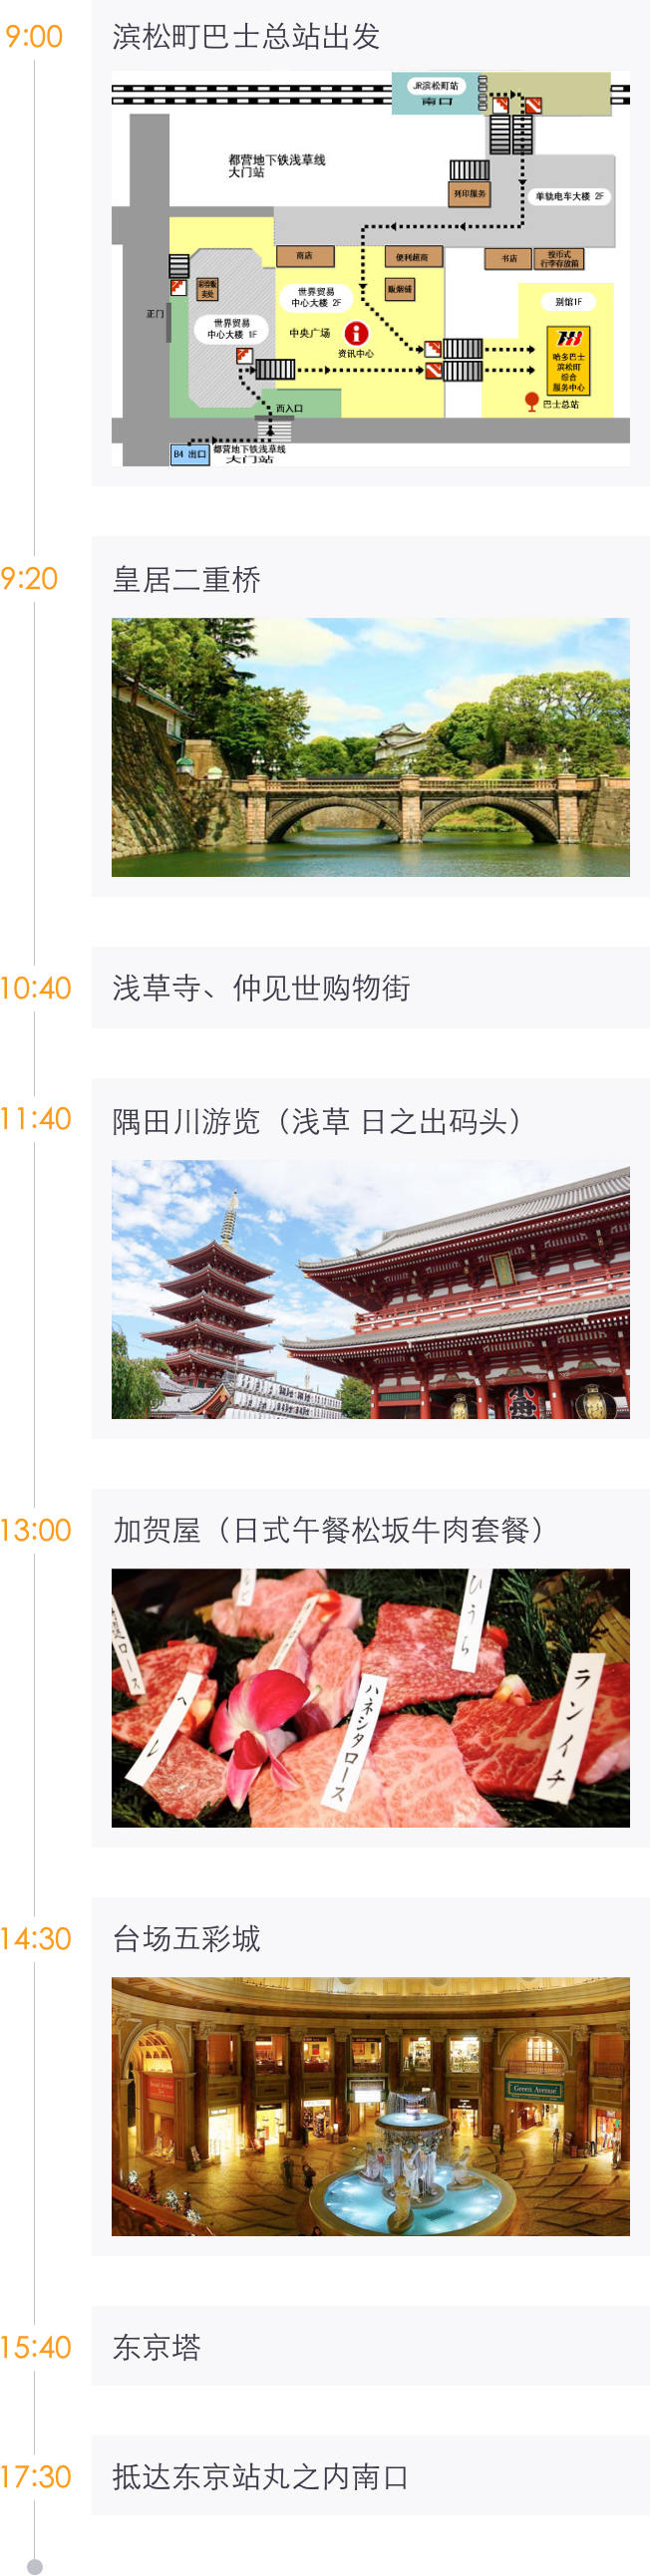 9:00
滨松町巴士总站出发
JR滨松町站
南口
都营地下铁浅草线
大门站
列印服务
单轨电车大楼 2F
商店
便利超商
书店
投币式
行李存放箱
世界贸易
中心大楼 2F
别馆1F
正门
世界贸易
中心大楼 1F
中央广场
资讯中心
哈多巴士
滨松町
综合
服务中心
巴士总站
西入口
B4 出口
都营地下铁浅草线
大门站
9:20
皇居二重桥
10:40
浅草寺、仲见世购物街
11:40
隅田川游览（浅草 日之出码头）
13:00
加贺屋（日式午餐松坂牛肉套餐）
ひうち
ハネシタロース
ランイチ
ヘレ
14:30
台场五彩城
Green Avenue
15:40
东京塔
17:30
抵达东京站丸之内南口